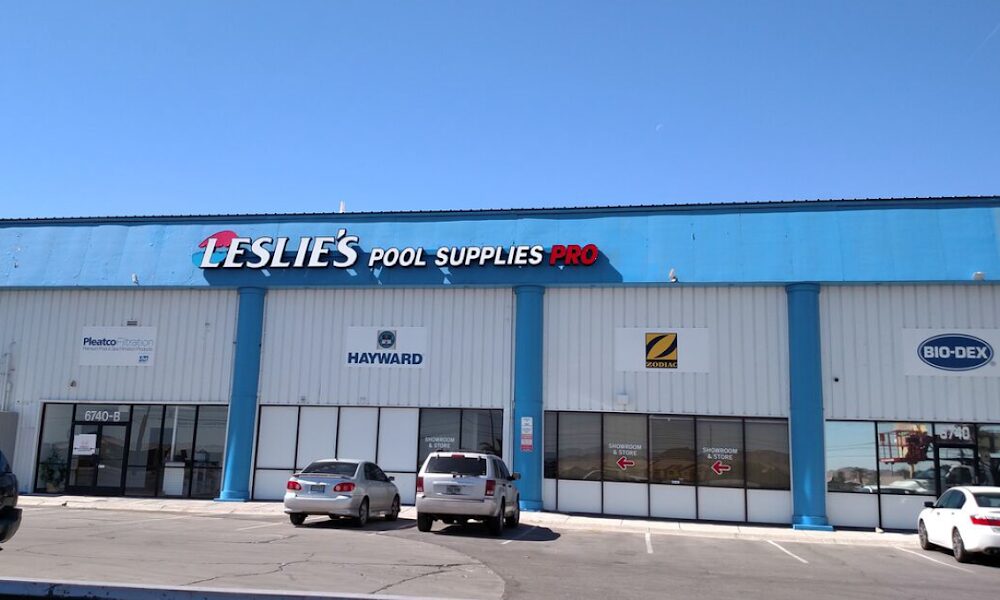 LESLIE'S POOL SUPPLIES PRO
PleatcoFiltration
HAYWARD
ZODIAC
BIO-DEX
6740-B
SHOWROOM
& STORE
SHOWROOM
& STORE
SHOWROOM
& STORE
6740